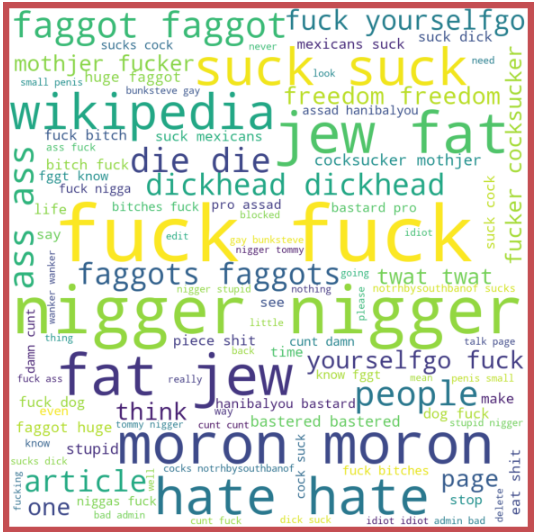 faggot faggot
fuck yourselfgo
sucks cock
never
mexicans suck
suck dick
mothjer fucker
suck suck
need
small penis
huge faggot
look
bunksteve gay
freedom freedom
wikipedia
assad hanibalyou
jew fat
fucker cocksucker
fuck bitch
suck mexicans
ass fuck
bitch fuck
die die
cocksucker mothjer
ass ass
fggt know
fuck nigga
dickhead dickhead
suck cock
life
bitches fuck
pro assad
bastard pro
blocked
say
fuck fuck
edit
gay bunksteve
idiot
nigger tommy
wanker wanker
faggots faggots
going
twat twat
nigger stupid
nothing
notrhbysouthbanof sucks
nigger nigger
please
see
damn cunt
little
thing
piece shit
cunt damn
talk page
back
time
yourselfgo fuck
fat jew
fuck ass
really
know fggt
mean
penis small
people
make
fuck dog
hanibalyou bastard
even
think
way
dog fuck
bastered bastered
tommy nigger
cunt cunt
stupid nigger
faggot huge
know
stupid
moron moron
sucks dick
cocks notrhbysouthbanof
cock suck
fuck bitches
article
well
hate hate
page
eat shit
fucking
one
niggas fuck
stop
delete
bad admin
cunt fuck
dick suck
idiot idiot
admin bad